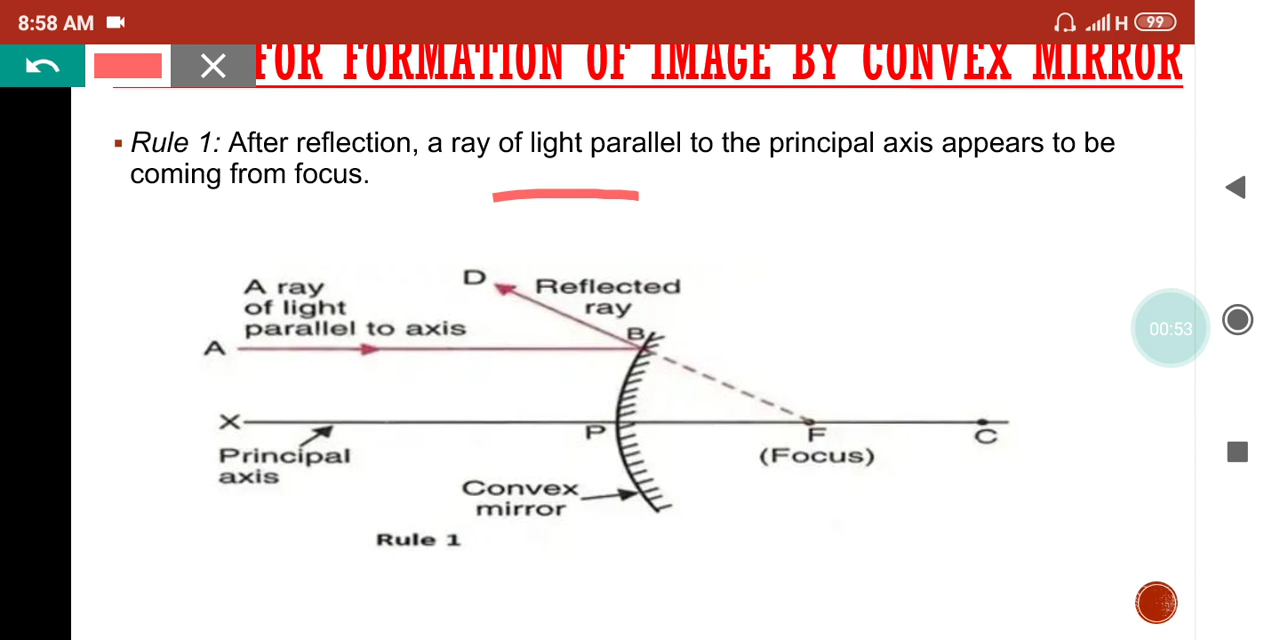 8:58 AM
H 99
FOR FORMATION OF IMAGE BY CONVEX MIRROR
▪ Rule 1: After reflection, a ray of light parallel to the principal axis appears to be
coming from focus.
D
A ray
of light
parallel to axis
Reflected
ray
B
A
00:53
X
P
F
C
Principal
axis
(Focus)
Convex
mirror
Rule 1